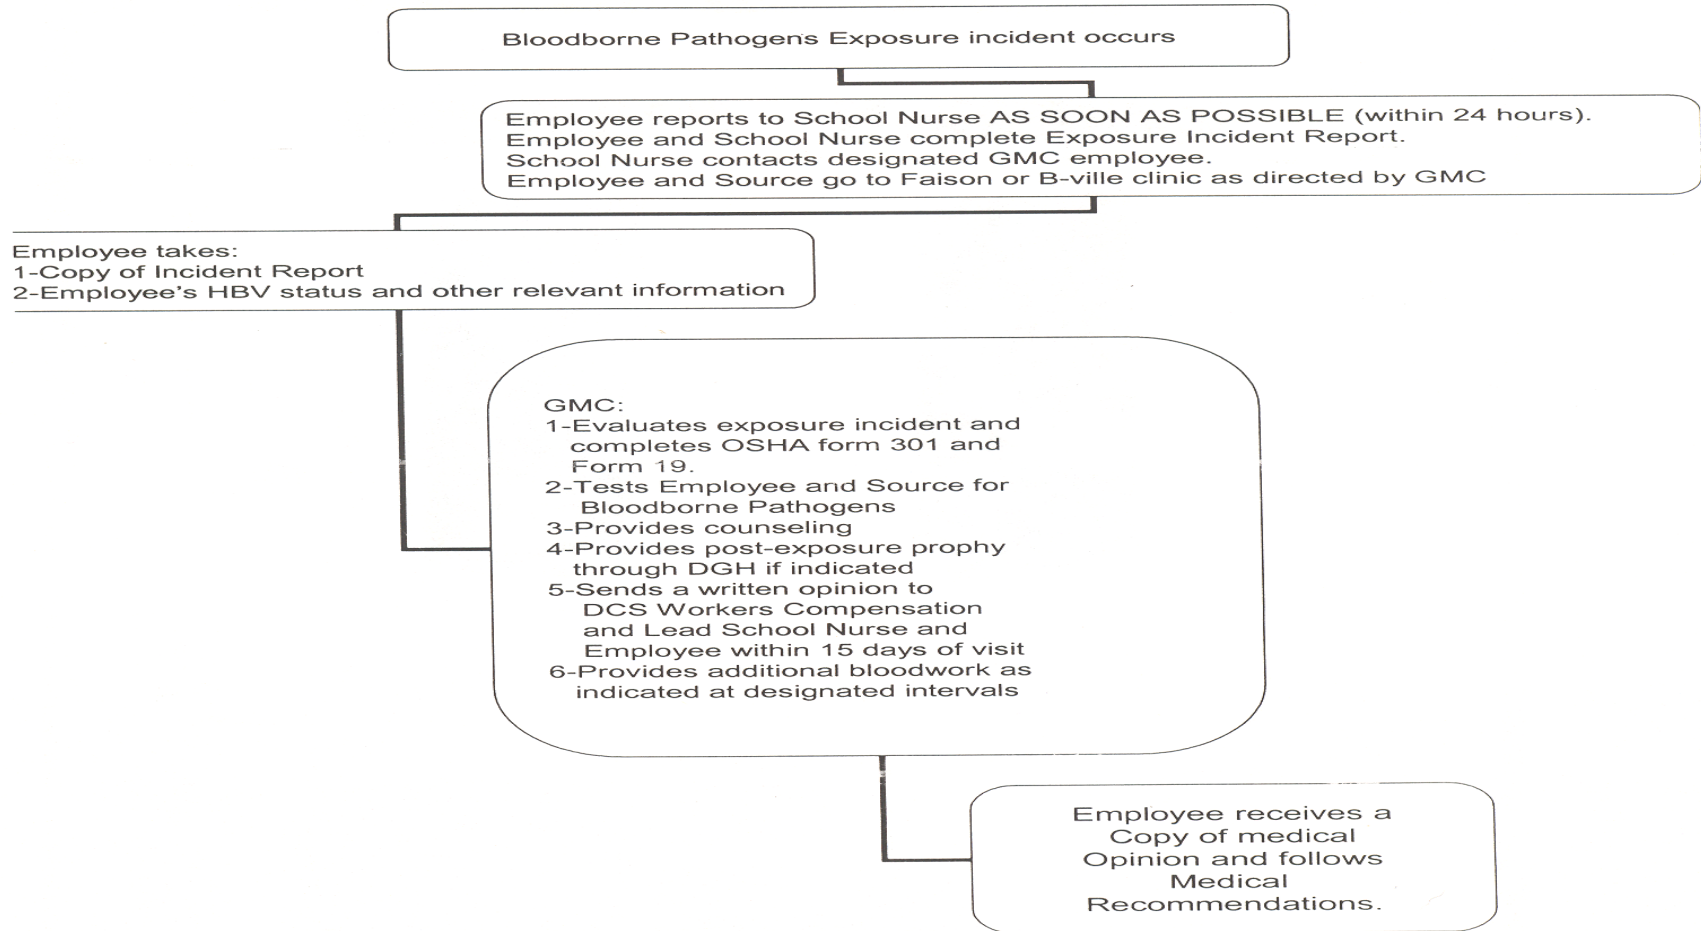 Bloodborne Pathogens Exposure incident occurs
Employee reports to School Nurse AS SOON AS POSSIBLE (within 24 hours).
Employee and School Nurse complete Exposure Incident Report.
School Nurse contacts designated GMC employee.
Employee and Source go to Faison or B-ville clinic as directed by GMC
Employee takes:
1-Copy of Incident Report
2-Employee's HBV status and other relevant information
GMC:
1-Evaluates exposure incident and
completes OSHA form 301 and
Form 19.
2-Tests Employee and Source for
Bloodborne Pathogens
3-Provides counseling
4-Provides post-exposure prophy
through DGH if indicated
5-Sends a written opinion to
DCS Workers Compensation
and Lead School Nurse and
Employee within 15 days of visit
6-Provides additional bloodwork as
indicated at designated intervals
Employee receives a
Copy of medical
Opinion and follows
Medical
Recommendations.